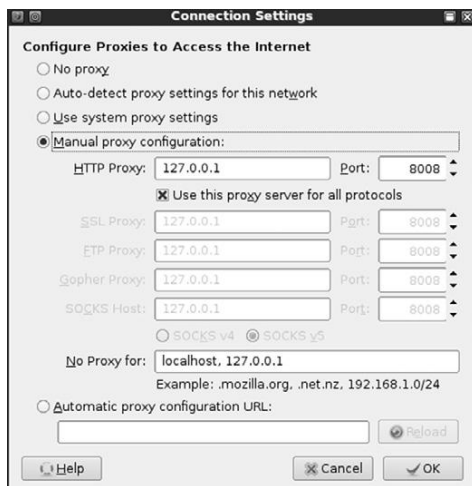 Connection Settings
Configure Proxies to Access the Internet
No proxy
Auto-detect proxy settings for this network
Use system proxy settings
Manual proxy configuration:
HTTP Proxy: 127.0.0.1 Port: 8008
Use this proxy server for all protocols
SSL Proxy: 127.0.0.1 Port: 8008
FTP Proxy: 127.0.0.1 Port: 8008
Gopher Proxy: 127.0.0.1 Port: 8008
SOCKS Host: 127.0.0.1 Port: 8008
SOCKS v4 SOCKS v5
No Proxy for: localhost, 127.0.0.1
Example: .mozilla.org, .net.nz, 192.168.1.0/24
Automatic proxy configuration URL:
Reload
Help Cancel OK